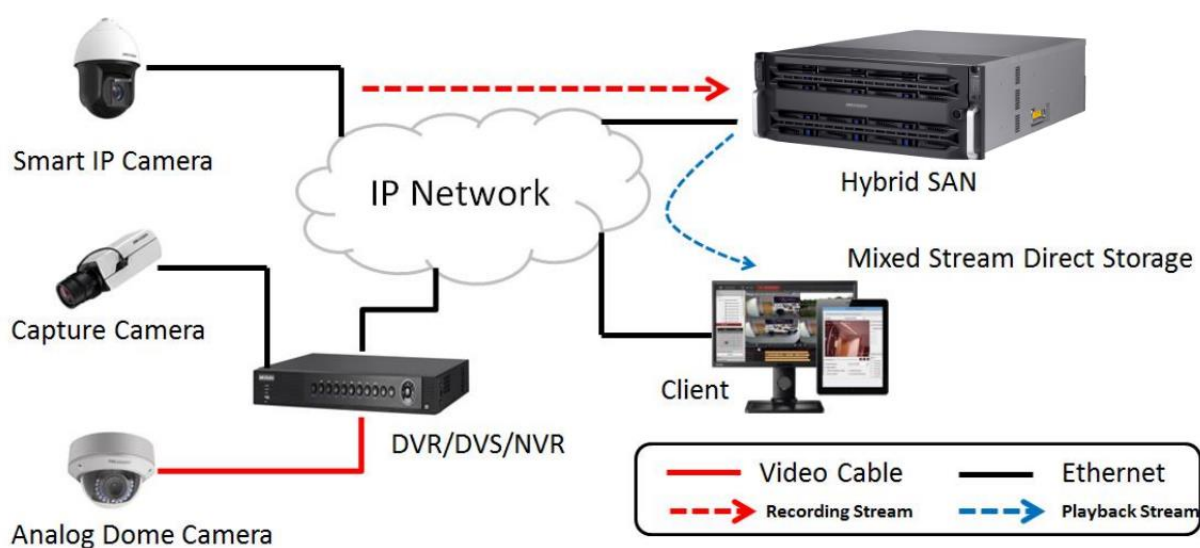 Smart IP Camera
IP Network
Hybrid SAN
Capture Camera
Mixed Stream Direct Storage
Client
DVR/DVS/NVR
Analog Dome Camera
Video Cable
Ethernet
Recording Stream
Playback Stream